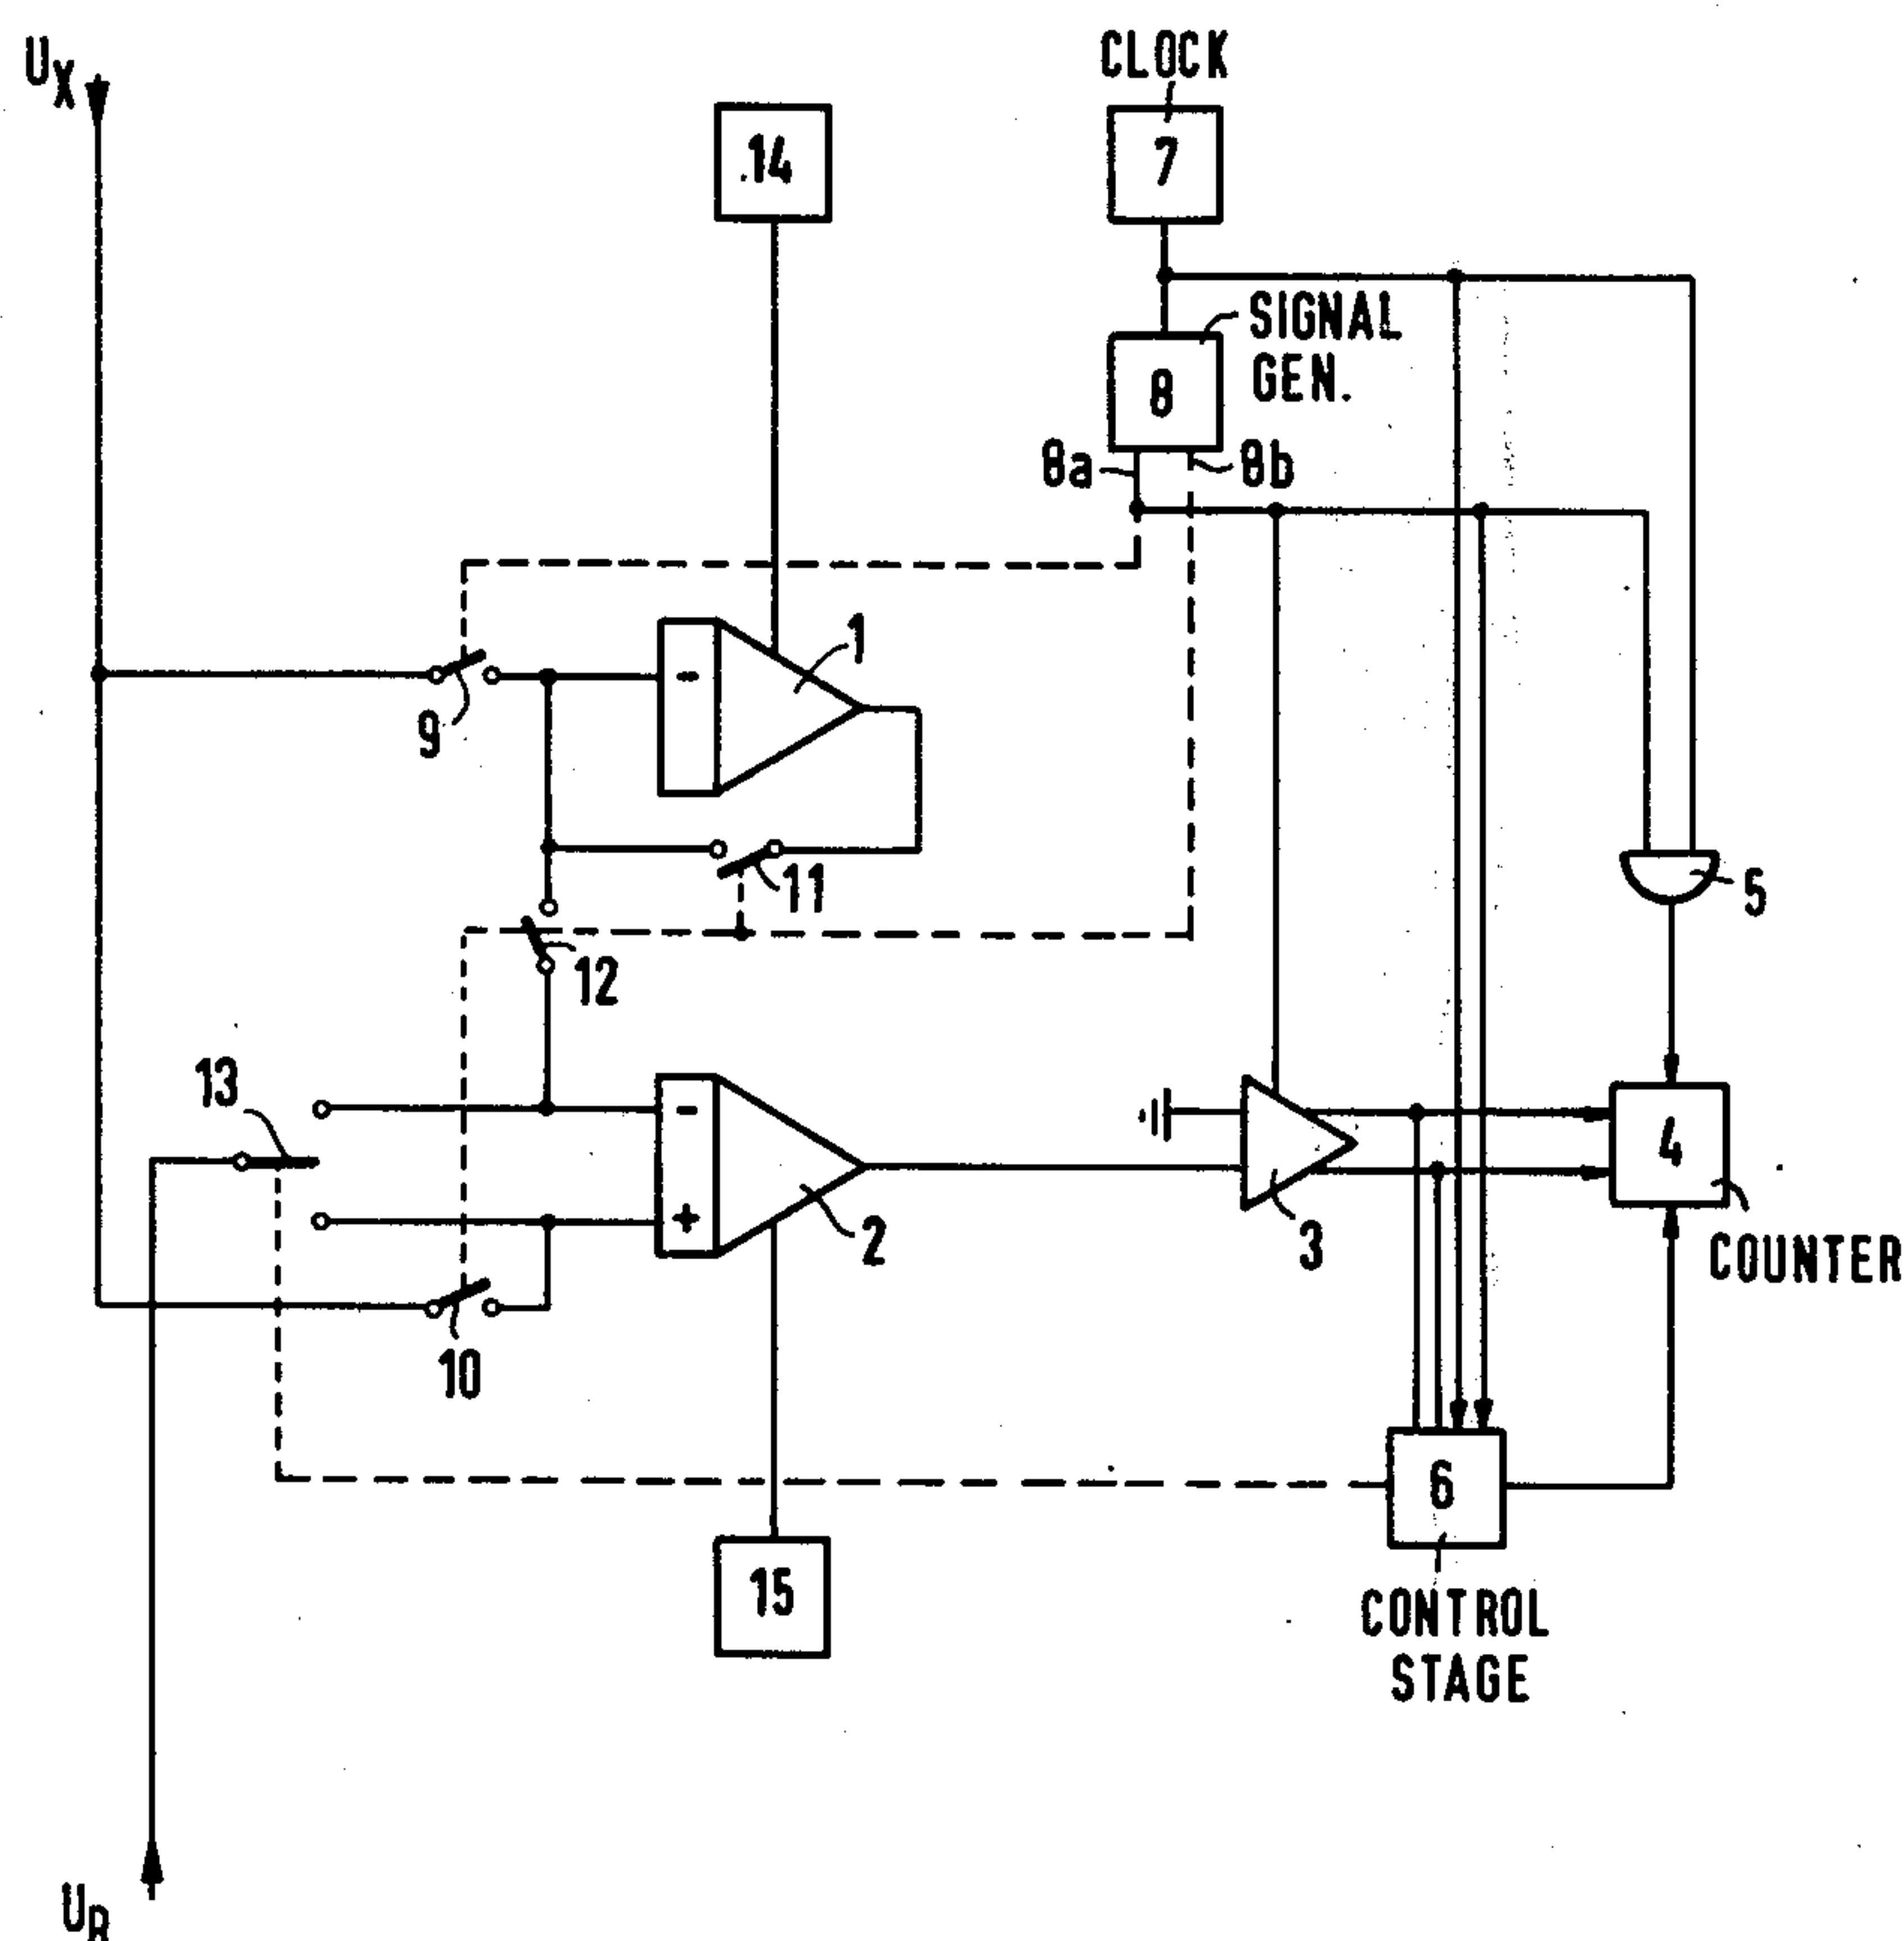 UX
CLOCK
14
7
SIGNAL
GEN.
8
8a
8b
1
-
9
11
5
12
13
-
4
+
2
3
COUNTER
10
6
15
CONTROL
STAGE
UR